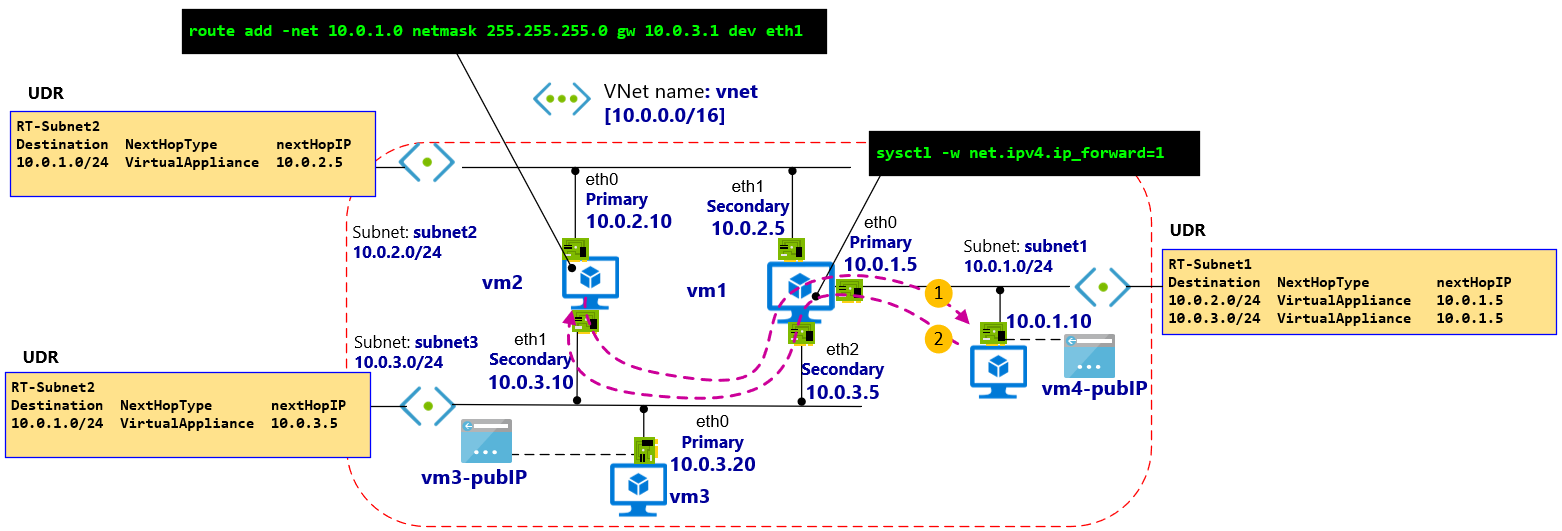 route add -net 10.0.1.0 netmask 255.255.255.0 gw 10.0.3.1 dev eth1
VNet name: vnet
[10.0.0.0/16]
UDR
RT-Subnet2
Destination NextHopType nextHopIP
10.0.1.0/24 VirtualAppliance 10.0.2.5
sysctl -w net.ipv4.ip_forward=1
eth0
Primary
10.0.2.10
eth1
Secondary
10.0.2.5
Subnet: subnet2
10.0.2.0/24
eth0
Primary
10.0.1.5
Subnet: subnet1
10.0.1.0/24
UDR
RT-Subnet1
Destination NextHopType nextHopIP
10.0.2.0/24 VirtualAppliance 10.0.1.5
10.0.3.0/24 VirtualAppliance 10.0.1.5
vm2
vm1
1
2
10.0.1.10
vm4-pubIP
Subnet: subnet3
10.0.3.0/24
eth1
Secondary
10.0.3.10
eth2
Secondary
10.0.3.5
UDR
RT-Subnet2
Destination NextHopType nextHopIP
10.0.1.0/24 VirtualAppliance 10.0.3.5
eth0
Primary
10.0.3.20
vm3-pubIP
vm3